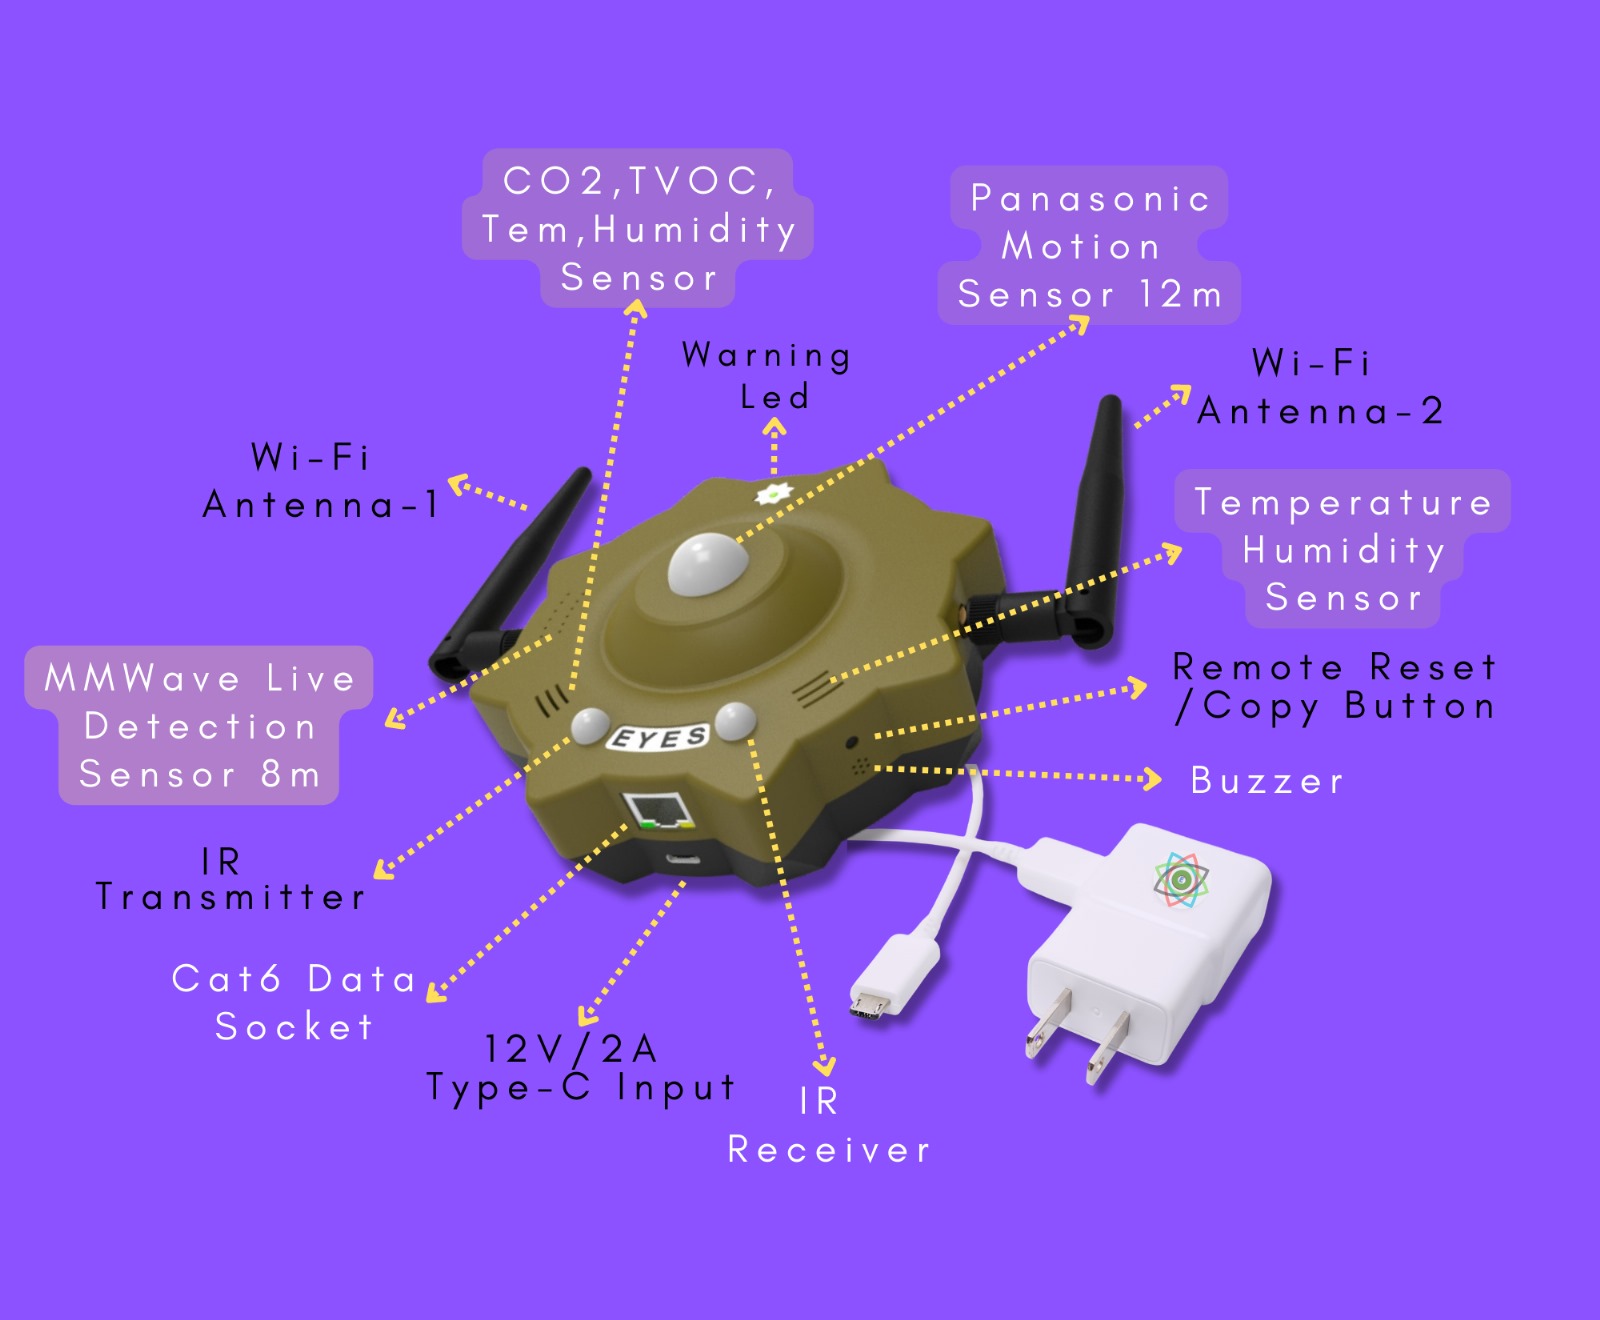 CO2,TVOC,
Tem,Humidity
Sensor
Panasonic
Motion
Sensor 12m
Warning
Led
Wi-Fi
Antenna-2
Wi-Fi
Antenna-1
Temperature
Humidity
Sensor
MMWave Live
Detection
Sensor 8m
Remote Reset
/Copy Button
EYES
Buzzer
IR
Transmitter
Cat6 Data
Socket
12V/2A
Type-C Input
IR
Receiver